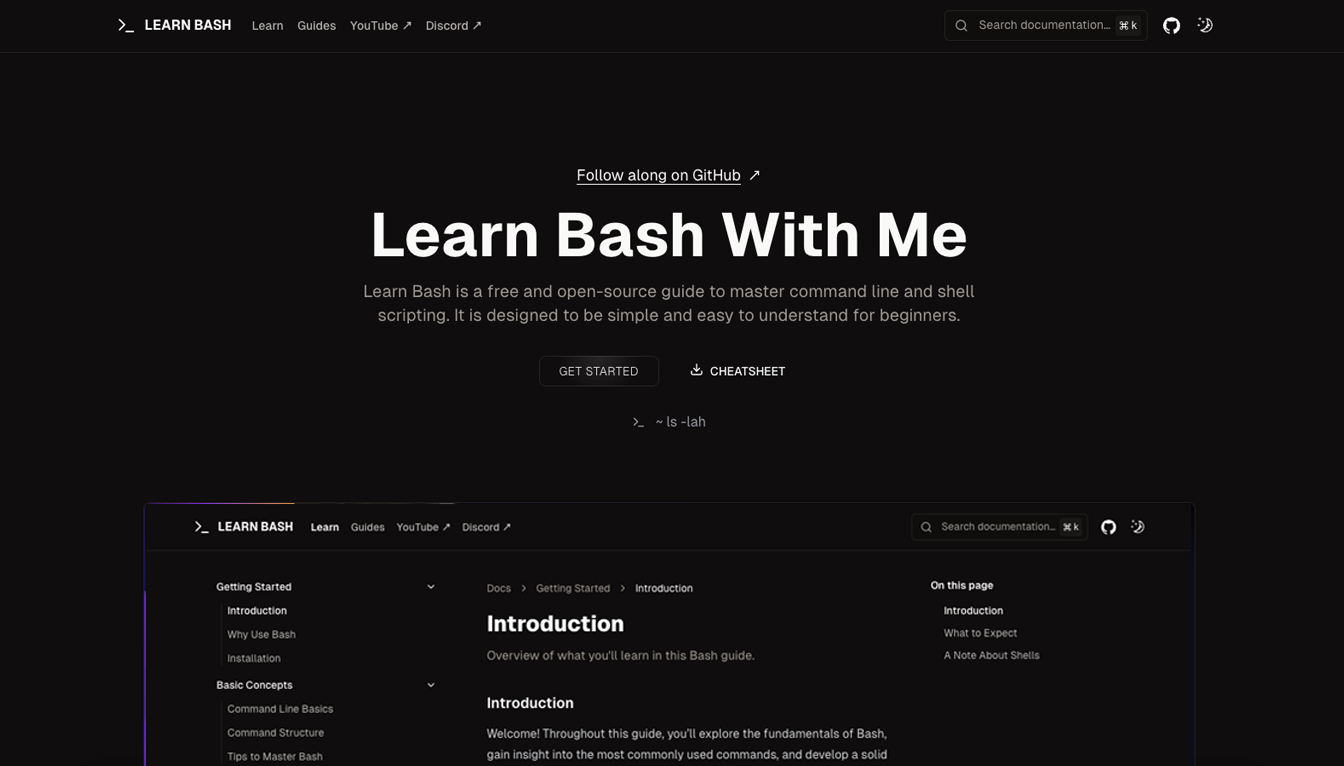 LEARN BASH Learn Guides YouTube ↗ Discord ↗ Search documentation... ⌘ k
Follow along on GitHub ↗
Learn Bash With Me
Learn Bash is a free and open-source guide to master command line and shell
scripting. It is designed to be simple and easy to understand for beginners.
GET STARTED CHEATSHEET
~ ls -lah
LEARN BASH Learn Guides YouTube ↗ Discord ↗ Search documentation... ⌘ k
Getting Started
Introduction
Why Use Bash
Installation
Basic Concepts
Command Line Basics
Command Structure
Tips to Master Bash
Docs > Getting Started > Introduction
Introduction
Overview of what you'll learn in this Bash guide.
Introduction
Welcome! Throughout this guide, you'll explore the fundamentals of Bash,
gain insight into the most commonly used commands, and develop a solid
On this page
Introduction
What to Expect
A Note About Shells